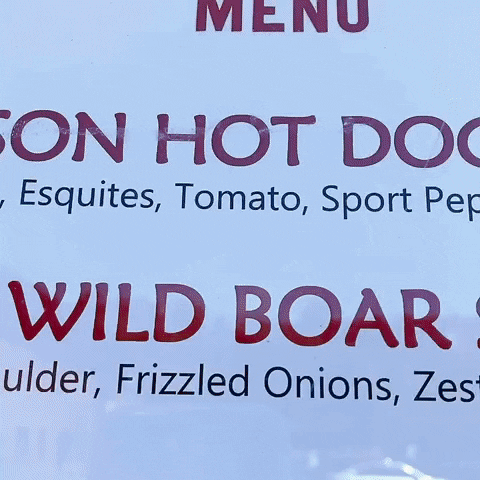 MENU
SON HOT DOG
, Esquites, Tomato, Sport Pep
WILD BOAR S
ulder, Frizzled Onions, Zest